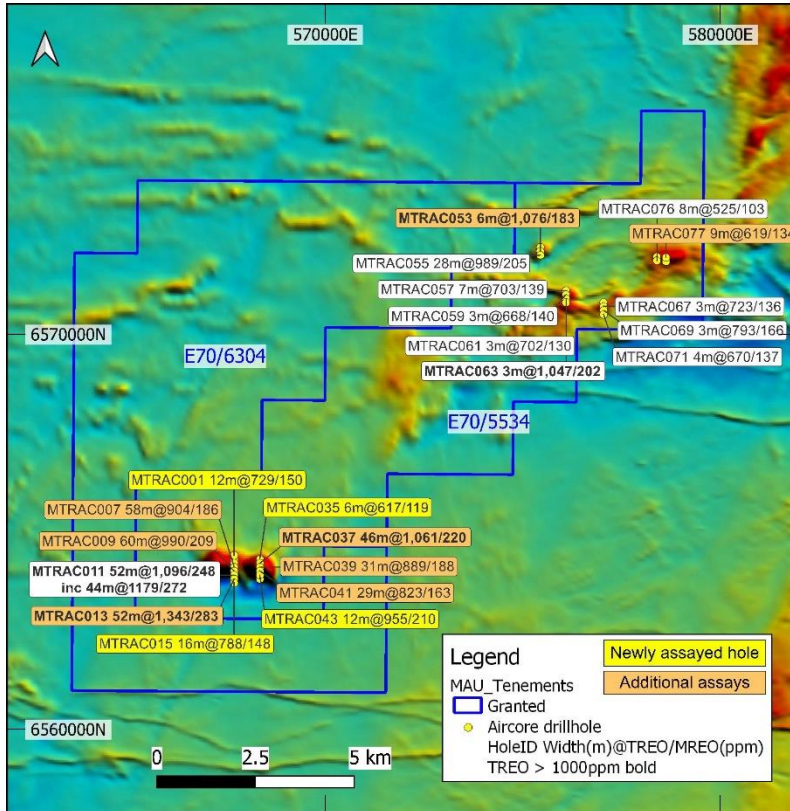 570000E
580000E
MTRAC053 6m@1,076/183
MTRAC076 8m@525/103
MTRAC077 9m@619/134
MTRAC055 28m@989/205
MTRAC057 7m@703/139
MTRAC059 3m@668/140
MTRAC067 3m@723/136
MTRAC069 3m@793/166
MTRAC061 3m@702/130
MTRAC071 4m@670/137
MTRAC063 3m@1,047/202
6570000N
E70/6304
E70/5534
MTRAC001 12m@729/150
MTRAC007 58m@904/186
MTRAC035 6m@617/119
MTRAC009 60m@990/209
MTRAC037 46m@1,061/220
MTRAC011 52m@1,096/248
inc 44m@1179/272
MTRAC039 31m@889/188
MTRAC041 29m@823/163
MTRAC013 52m@1,343/283
MTRAC043 12m@955/210
MTRAC015 16m@788/148
6560000N
0 2.5 5 km
Legend
Newly assayed hole
Additional assays
MAU_Tenements
Granted
Aircore drillhole
HoleID Width(m)@TREO/MREO(ppm)
TREO > 1000ppm bold